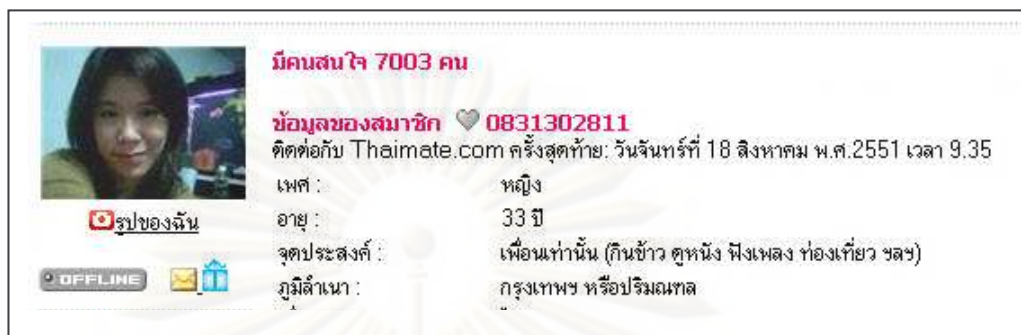 มีคนสนใจ 7003 คน
ข้อมูลของสมาชิก 0831302811
ติดต่อกับ Thaimate.com ครั้งสุดท้าย: วันจันทร์ที่ 18 สิงหาคม พ.ศ.2551 เวลา 9.35
เพศ : หญิง
รูปของฉัน
อายุ : 33 ปี
จุดประสงค์ : เพื่อนเท่านั้น (กินข้าว ดูหนัง ฟังเพลง ท่องเที่ยว ฯลฯ)
OFFLINE
ภูมิลำเนา : กรุงเทพฯ หรือปริมณฑล